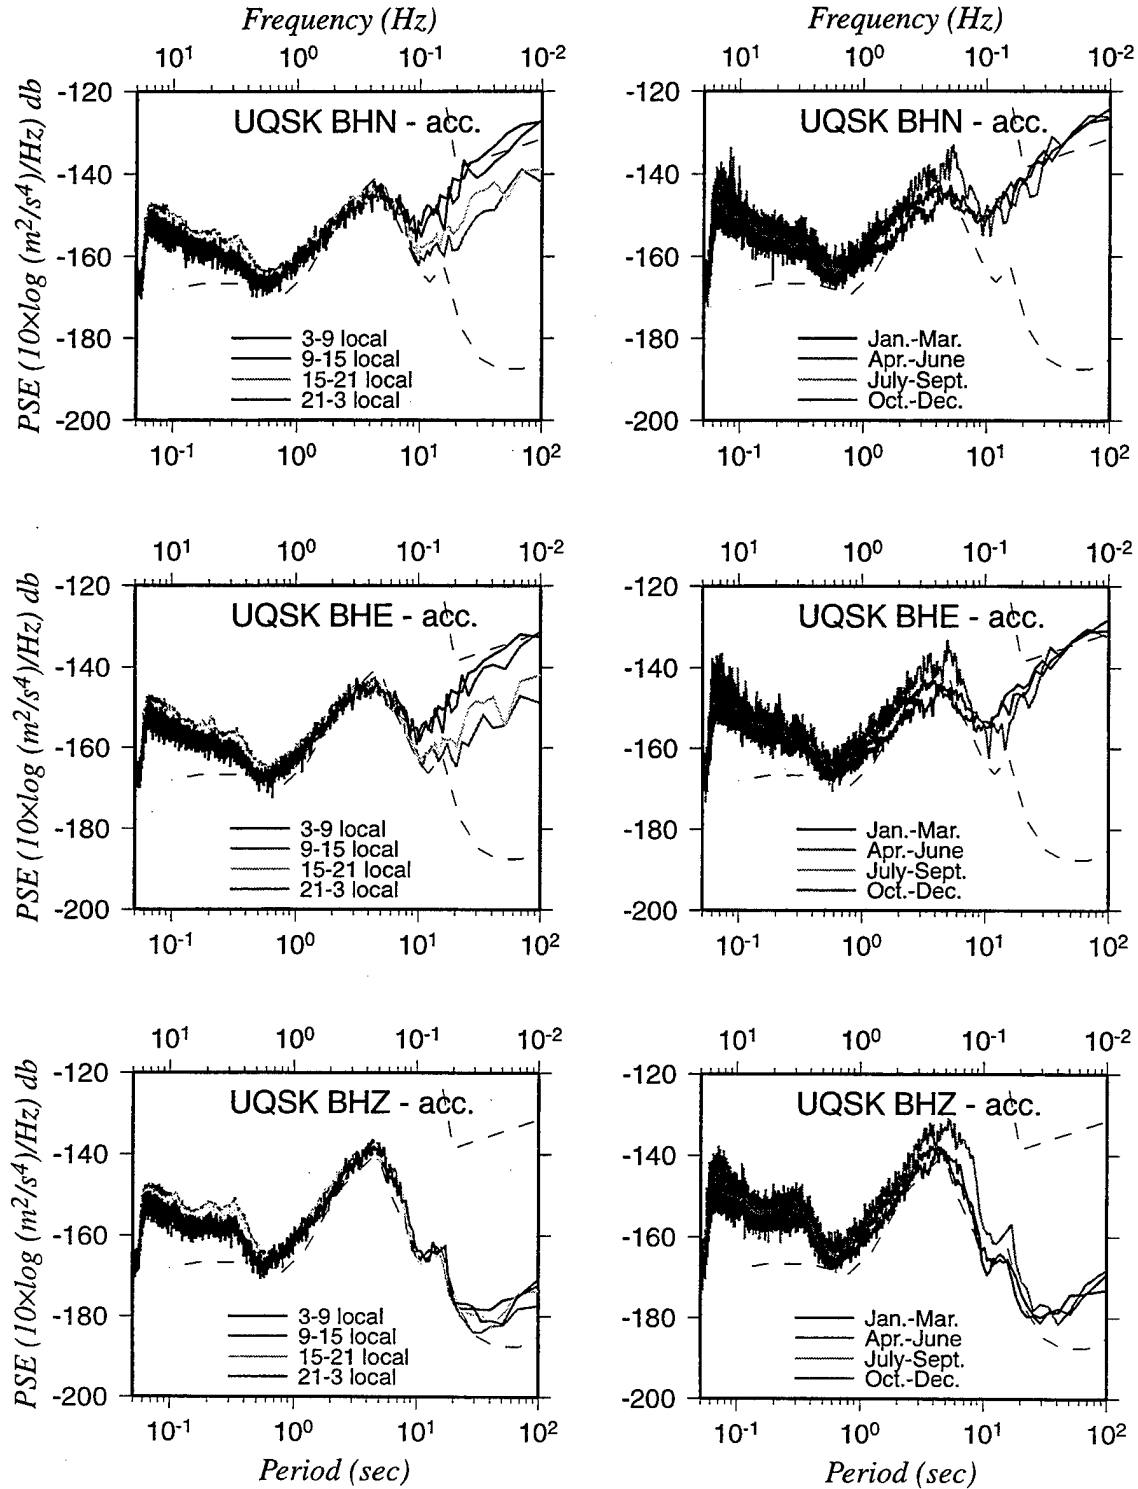 Frequency (Hz)
10¹ 10⁰ 10⁻¹ 10⁻²
PSE (10×log (m²/s⁴)/Hz) db
-120
-140
-160
-180
-200
UQSK BHN - acc.
3-9 local
9-15 local
15-21 local
21-3 local
10⁻¹ 10⁰ 10¹ 10²
Frequency (Hz)
10¹ 10⁰ 10⁻¹ 10⁻²
-120
-140
-160
-180
-200
UQSK BHN - acc.
Jan.-Mar.
Apr.-June
July-Sept.
Oct.-Dec.
10⁻¹ 10⁰ 10¹ 10²
10¹ 10⁰ 10⁻¹ 10⁻²
PSE (10×log (m²/s⁴)/Hz) db
-120
-140
-160
-180
-200
UQSK BHE - acc.
3-9 local
9-15 local
15-21 local
21-3 local
10⁻¹ 10⁰ 10¹ 10²
10¹ 10⁰ 10⁻¹ 10⁻²
-120
-140
-160
-180
-200
UQSK BHE - acc.
Jan.-Mar.
Apr.-June
July-Sept.
Oct.-Dec.
10⁻¹ 10⁰ 10¹ 10²
10¹ 10⁰ 10⁻¹ 10⁻²
PSE (10×log (m²/s⁴)/Hz) db
-120
-140
-160
-180
-200
UQSK BHZ - acc.
3-9 local
9-15 local
15-21 local
21-3 local
10⁻¹ 10⁰ 10¹ 10²
Period (sec)
10¹ 10⁰ 10⁻¹ 10⁻²
-120
-140
-160
-180
-200
UQSK BHZ - acc.
Jan.-Mar.
Apr.-June
July-Sept.
Oct.-Dec.
10⁻¹ 10⁰ 10¹ 10²
Period (sec)